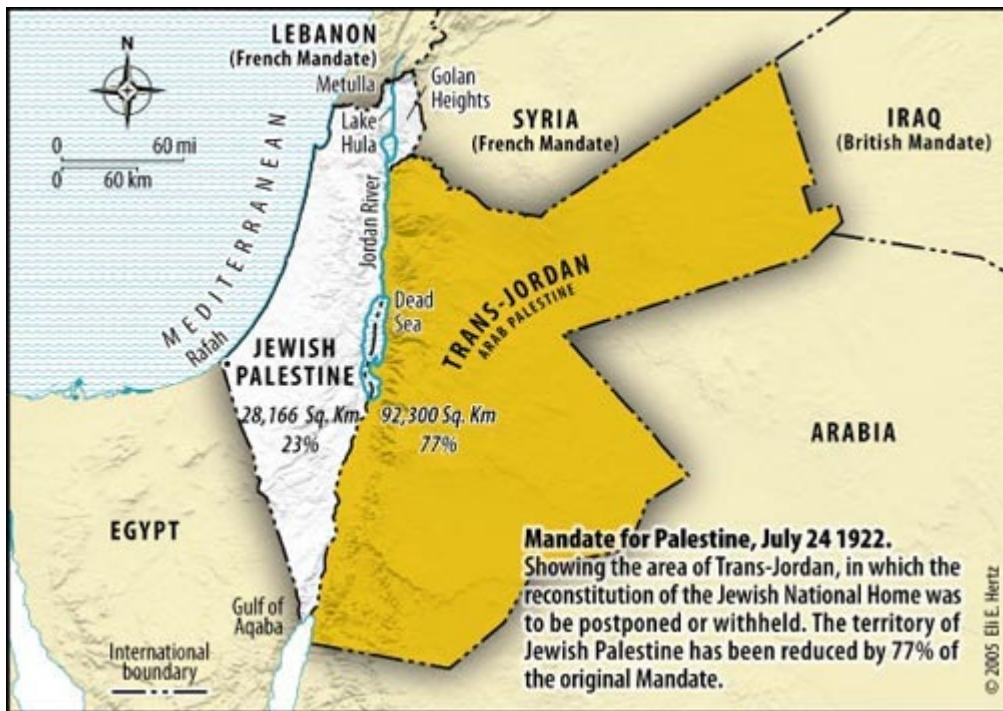 LEBANON
(French Mandate)
N
Metulla
Golan
Heights
Lake
Hula
SYRIA
(French Mandate)
IRAQ
(British Mandate)
0 60 mi
0 60 km
MEDITERRANEAN
Jordan River
TRANS-JORDAN
ARAB PALESTINE
Dead
Sea
Rafah
JEWISH
PALESTINE
28,166 Sq. Km
23%
92,300 Sq. Km
77%
ARABIA
EGYPT
Gulf of
Aqaba
International
boundary
Mandate for Palestine, July 24 1922.
Showing the area of Trans-Jordan, in which the
reconstitution of the Jewish National Home was
to be postponed or withheld. The territory of
Jewish Palestine has been reduced by 77% of
the original Mandate.
© 2005 Eli E. Hertz